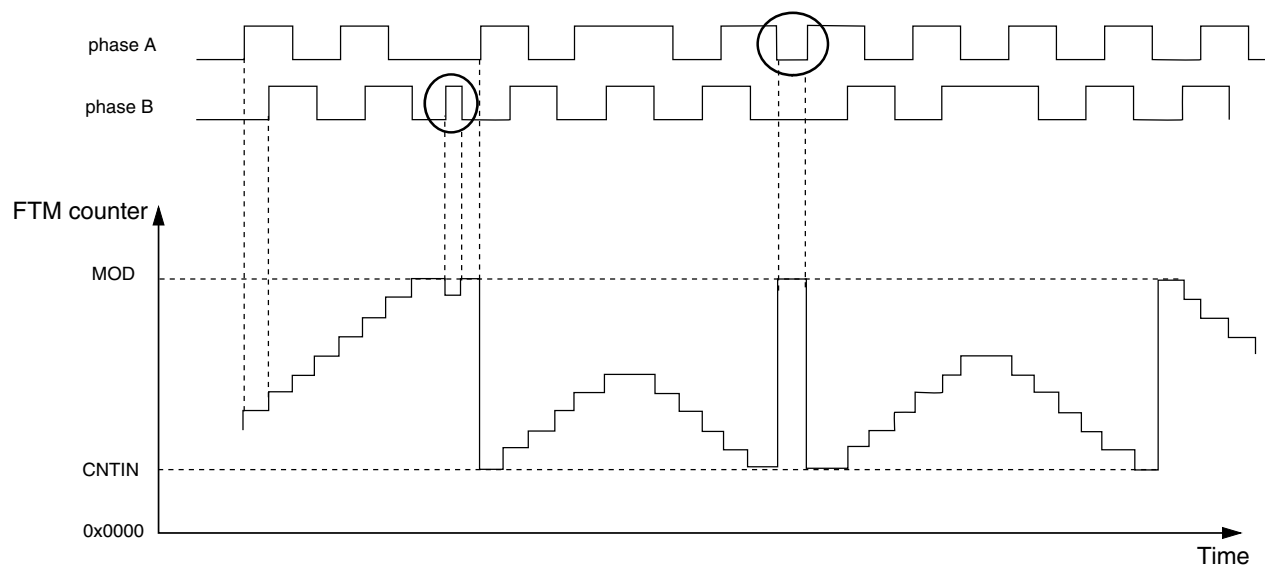 phase A
phase B
FTM counter
MOD
CNTIN
0x0000
Time